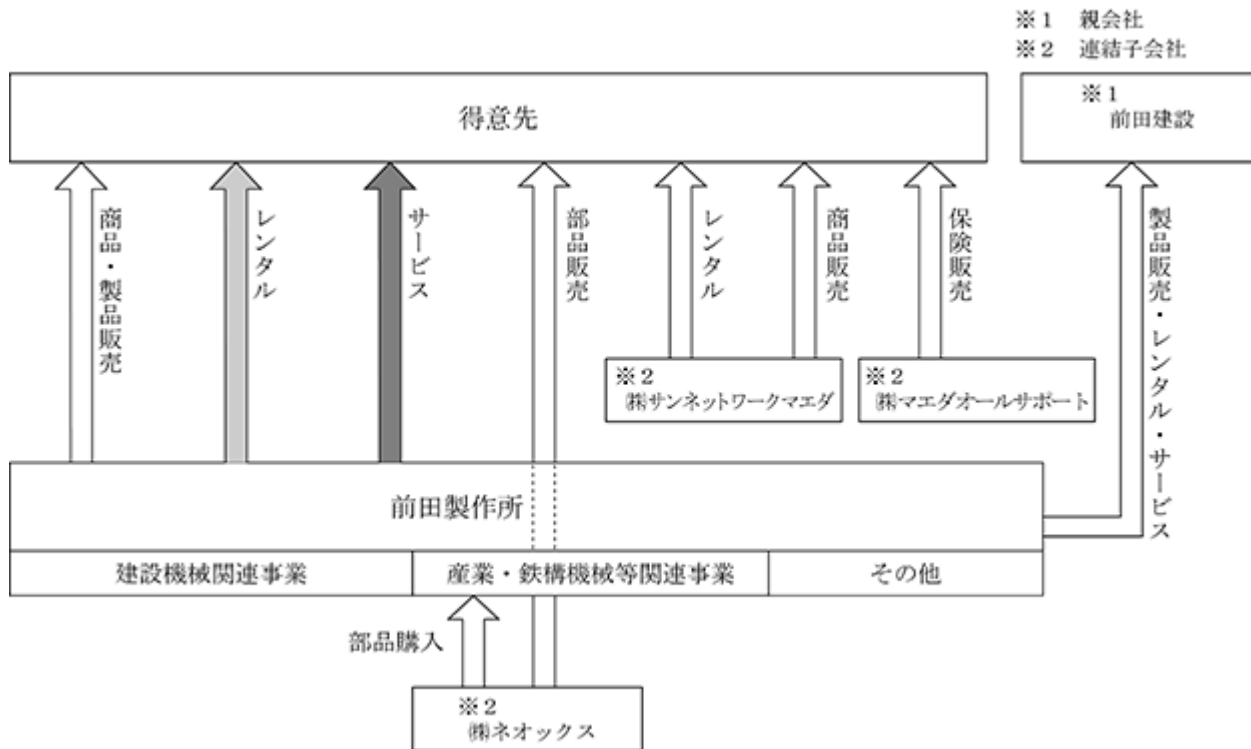 ※1 親会社
※2 連結子会社
得意先
※1
前田建設
商品・製品販売
レンタル
サービス
部品販売
レンタル
商品販売
保険販売
製品販売・レンタル・サービス
※2
㈱サンネットワークマエダ
※2
㈱マエダオールサポート
前田製作所
建設機械関連事業
産業・鉄構機械等関連事業
その他
部品購入
※2
㈱ネオックス